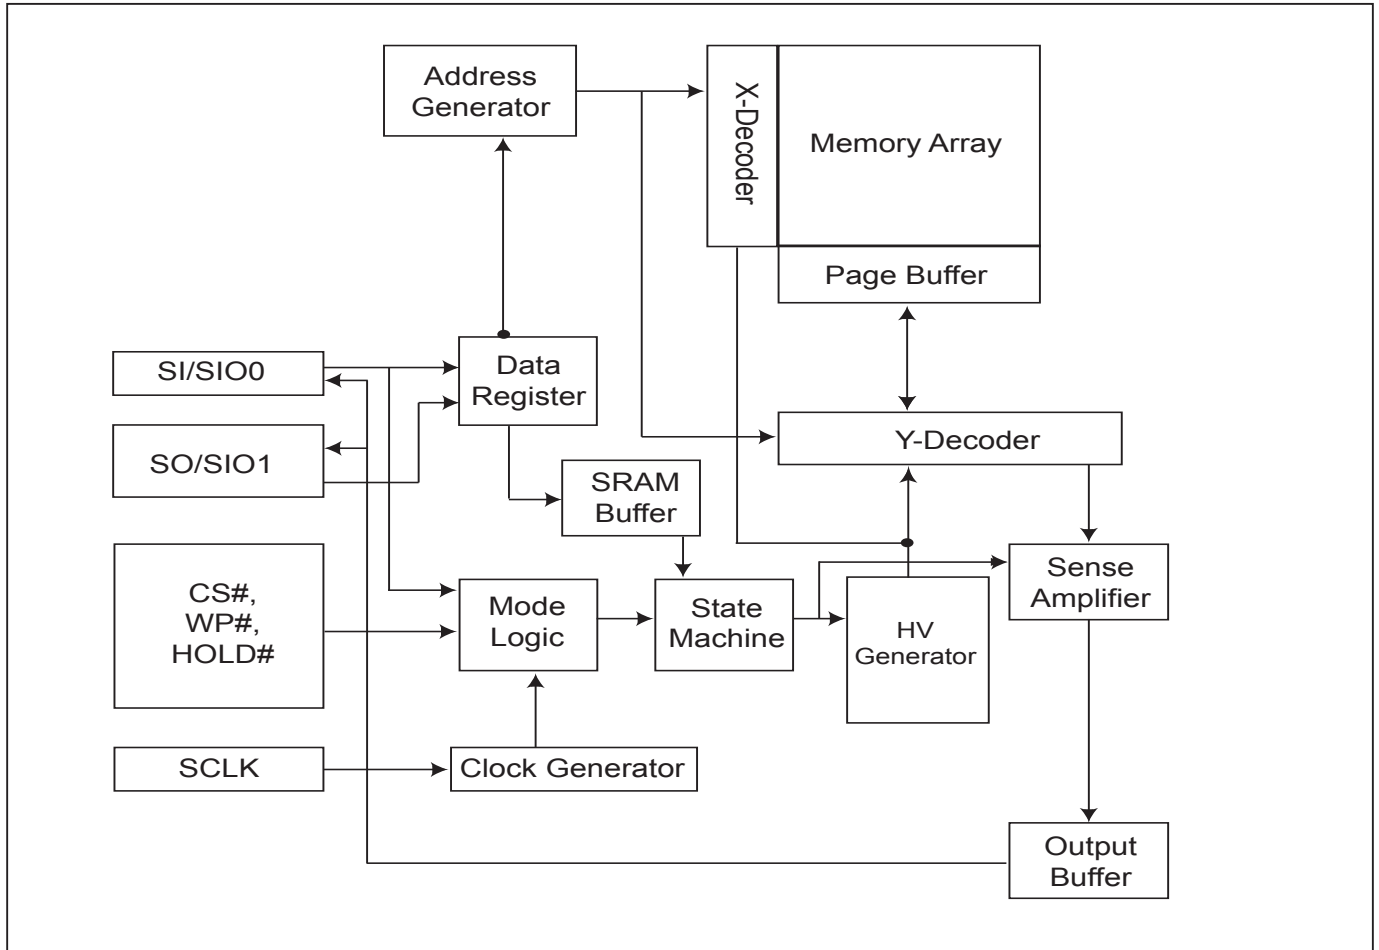 Address
Generator
X-Decoder
Memory Array
Page Buffer
SI/SIO0
Data
Register
SO/SIO1
Y-Decoder
SRAM
Buffer
CS#,
WP#,
HOLD#
Mode
Logic
State
Machine
HV
Generator
Sense
Amplifier
SCLK
Clock Generator
Output
Buffer